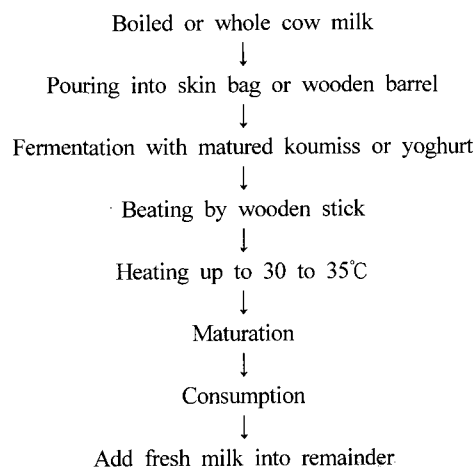 Boiled or whole cow milk
Pouring into skin bag or wooden barrel
Fermentation with matured koumiss or yoghurt
Beating by wooden stick
Heating up to 30 to 35℃
Maturation
Consumption
Add fresh milk into remainder